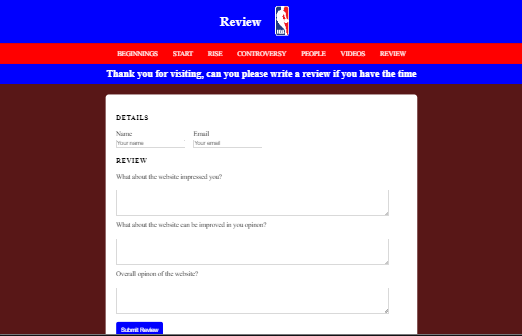 Review
BEGINNINGS START RISE CONTROVERSY PEOPLE VIDEOS REVIEW
Thank you for visiting, can you please write a review if you have the time
DETAILS
Name Email
Your name Your email
REVIEW
What about the website impressed you?
What about the website can be improved in you opinon?
Overall opinon of the website?
Submit Review